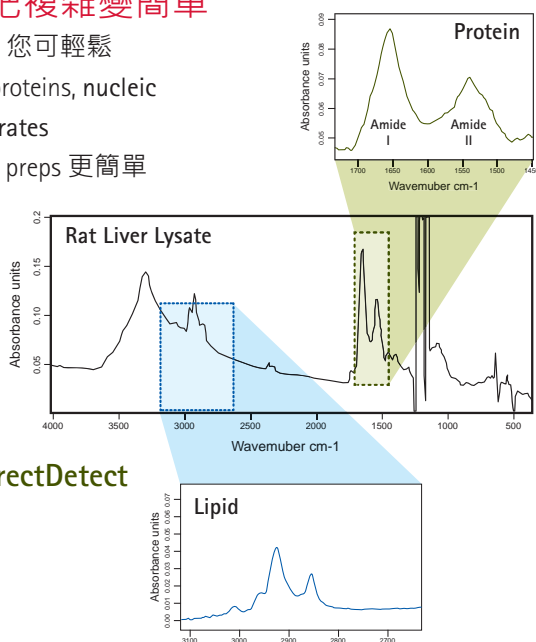 把複雜變簡單
您可輕鬆
proteins, nucleic
rates
preps 更簡單
Protein
Absorbance units
0.09
0.08
0.07
0.06
0.05
Amide I
Amide II
1700 1650 1600 1550 1500 1450
Wavemuber cm-1
Rat Liver Lysate
Absorbance units
0.2
0.15
0.10
0.05
4000 3500 3000 2500 2000 1500 1000 500
Wavemuber cm-1
rectDetect
Lipid
Absorbance units
0.07
0.06
0.05
0.04
0.03
0.02
0.01
0.00
3100 3000 2900 2800 2700